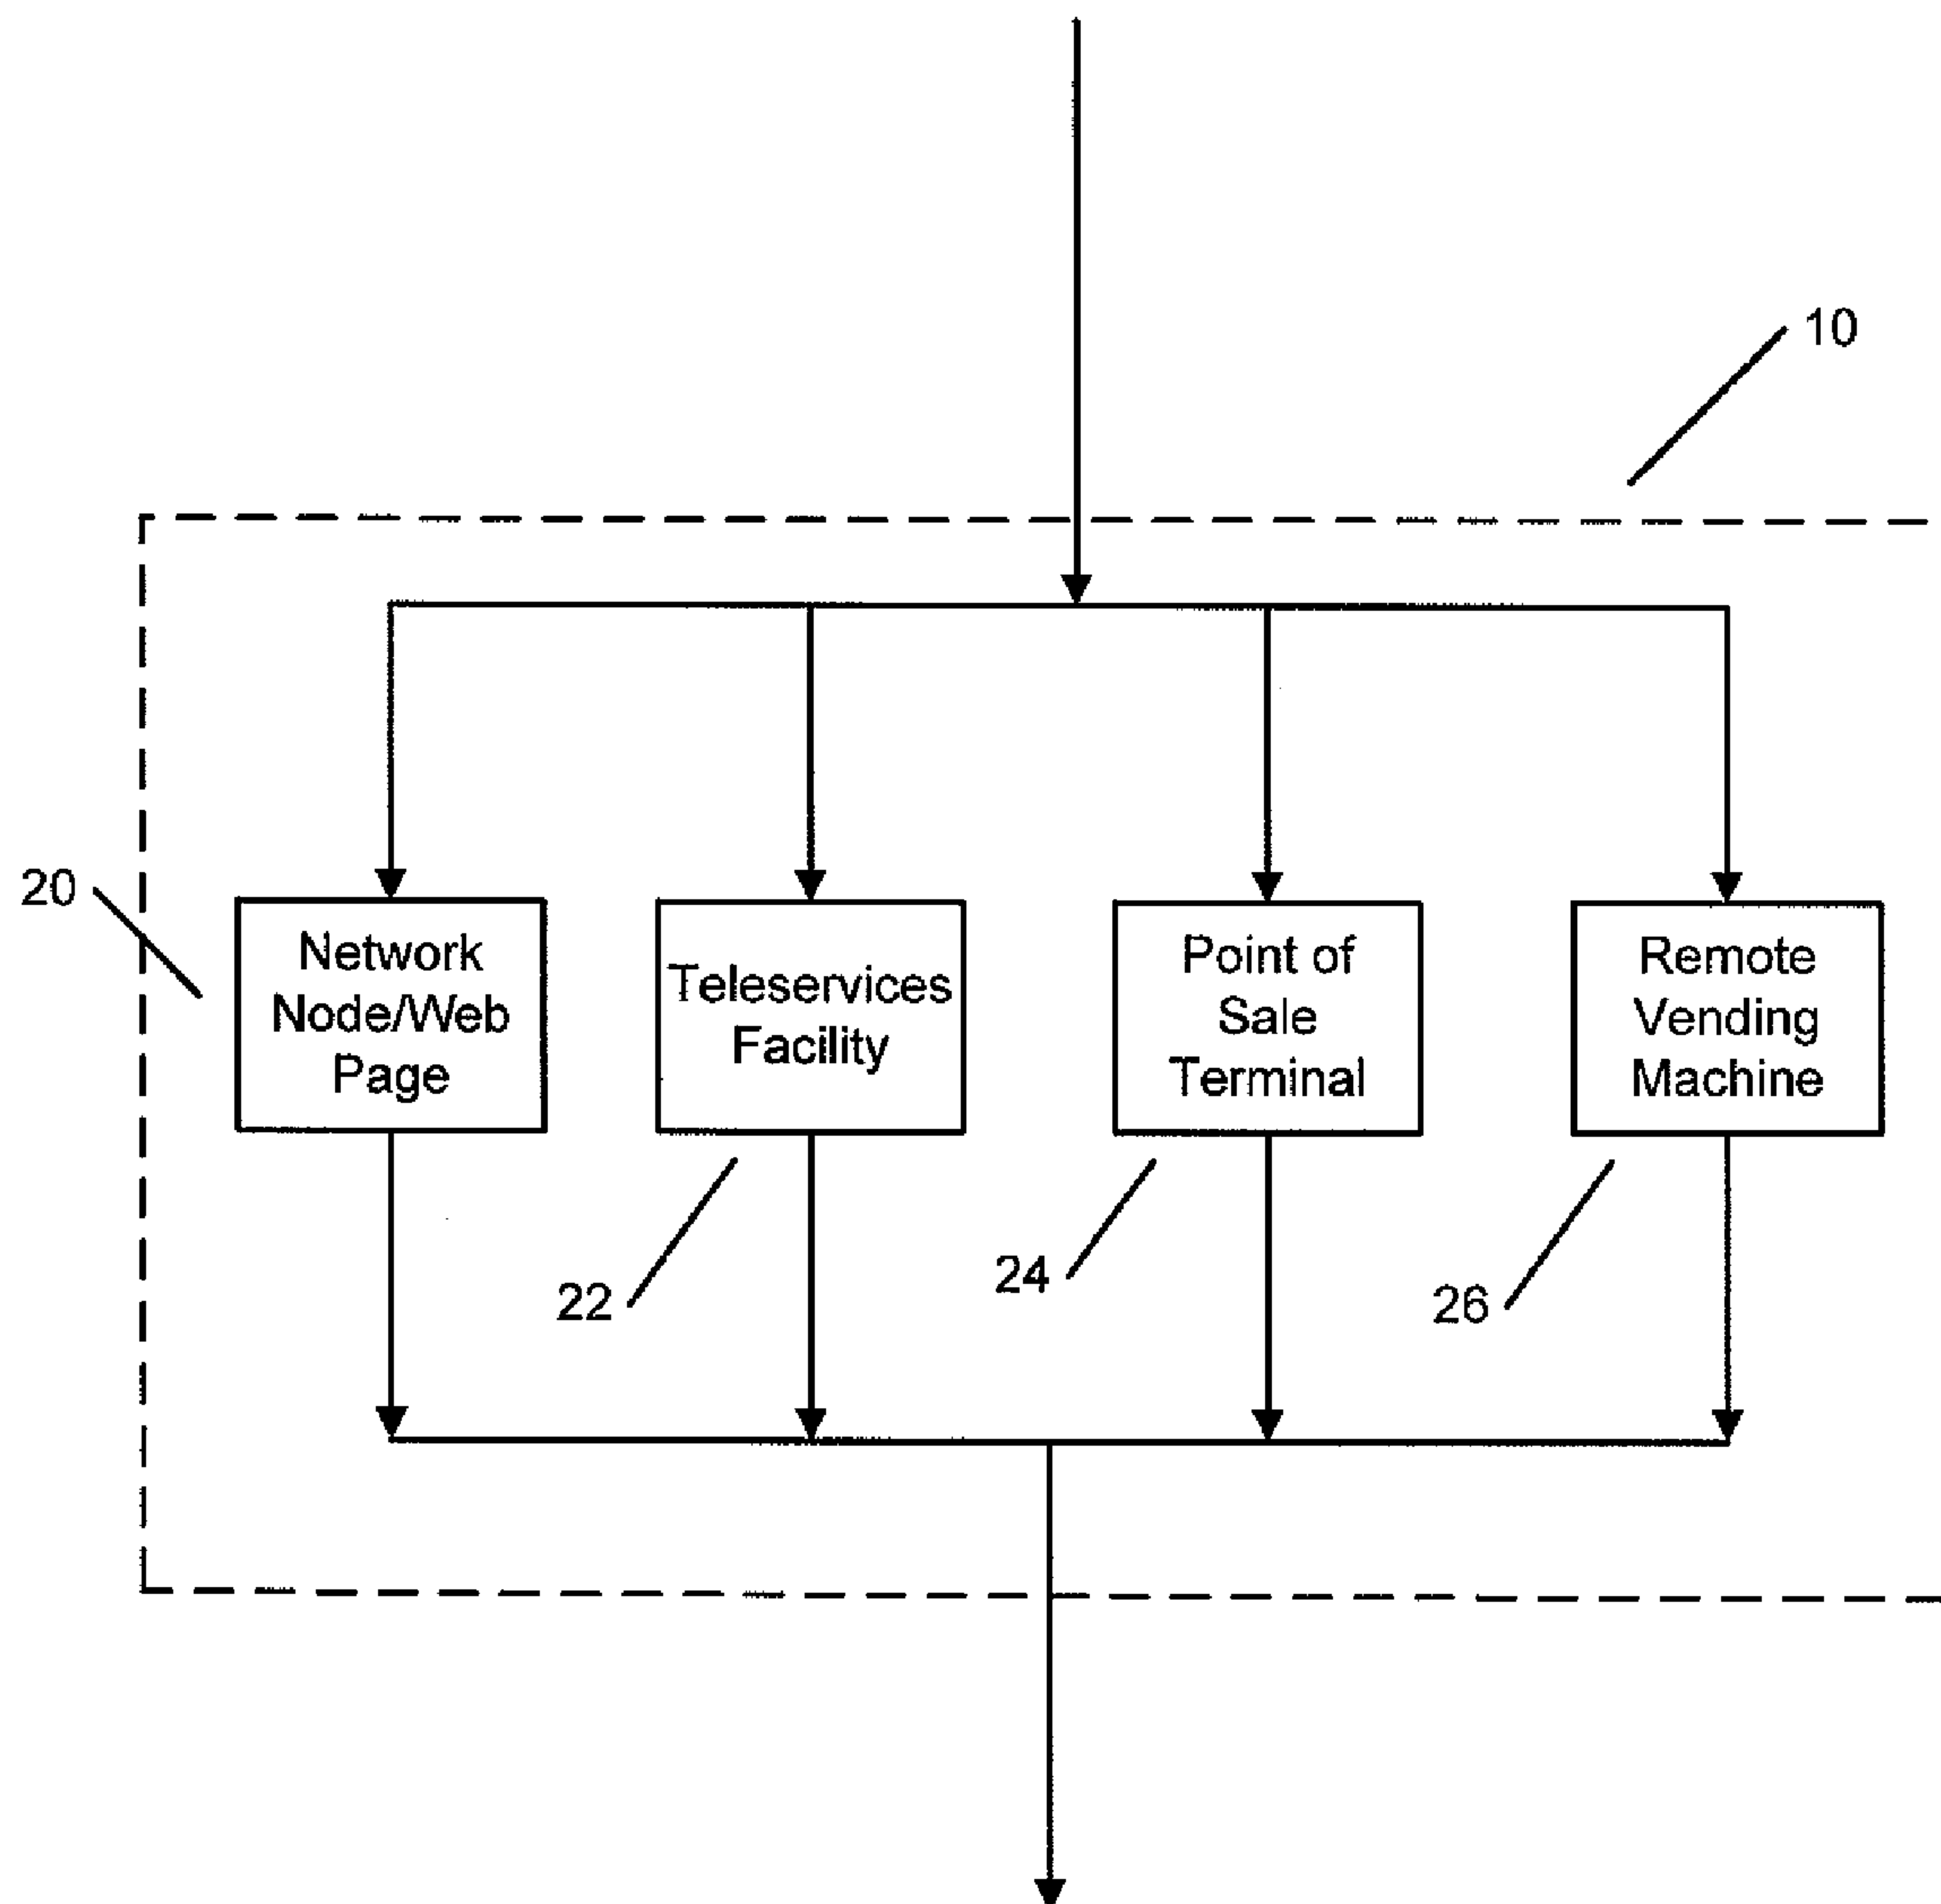 10
20
Network
Node/Web
Page
Teleservices
Facility
Point of
Sale
Terminal
Remote
Vending
Machine
22
24
26